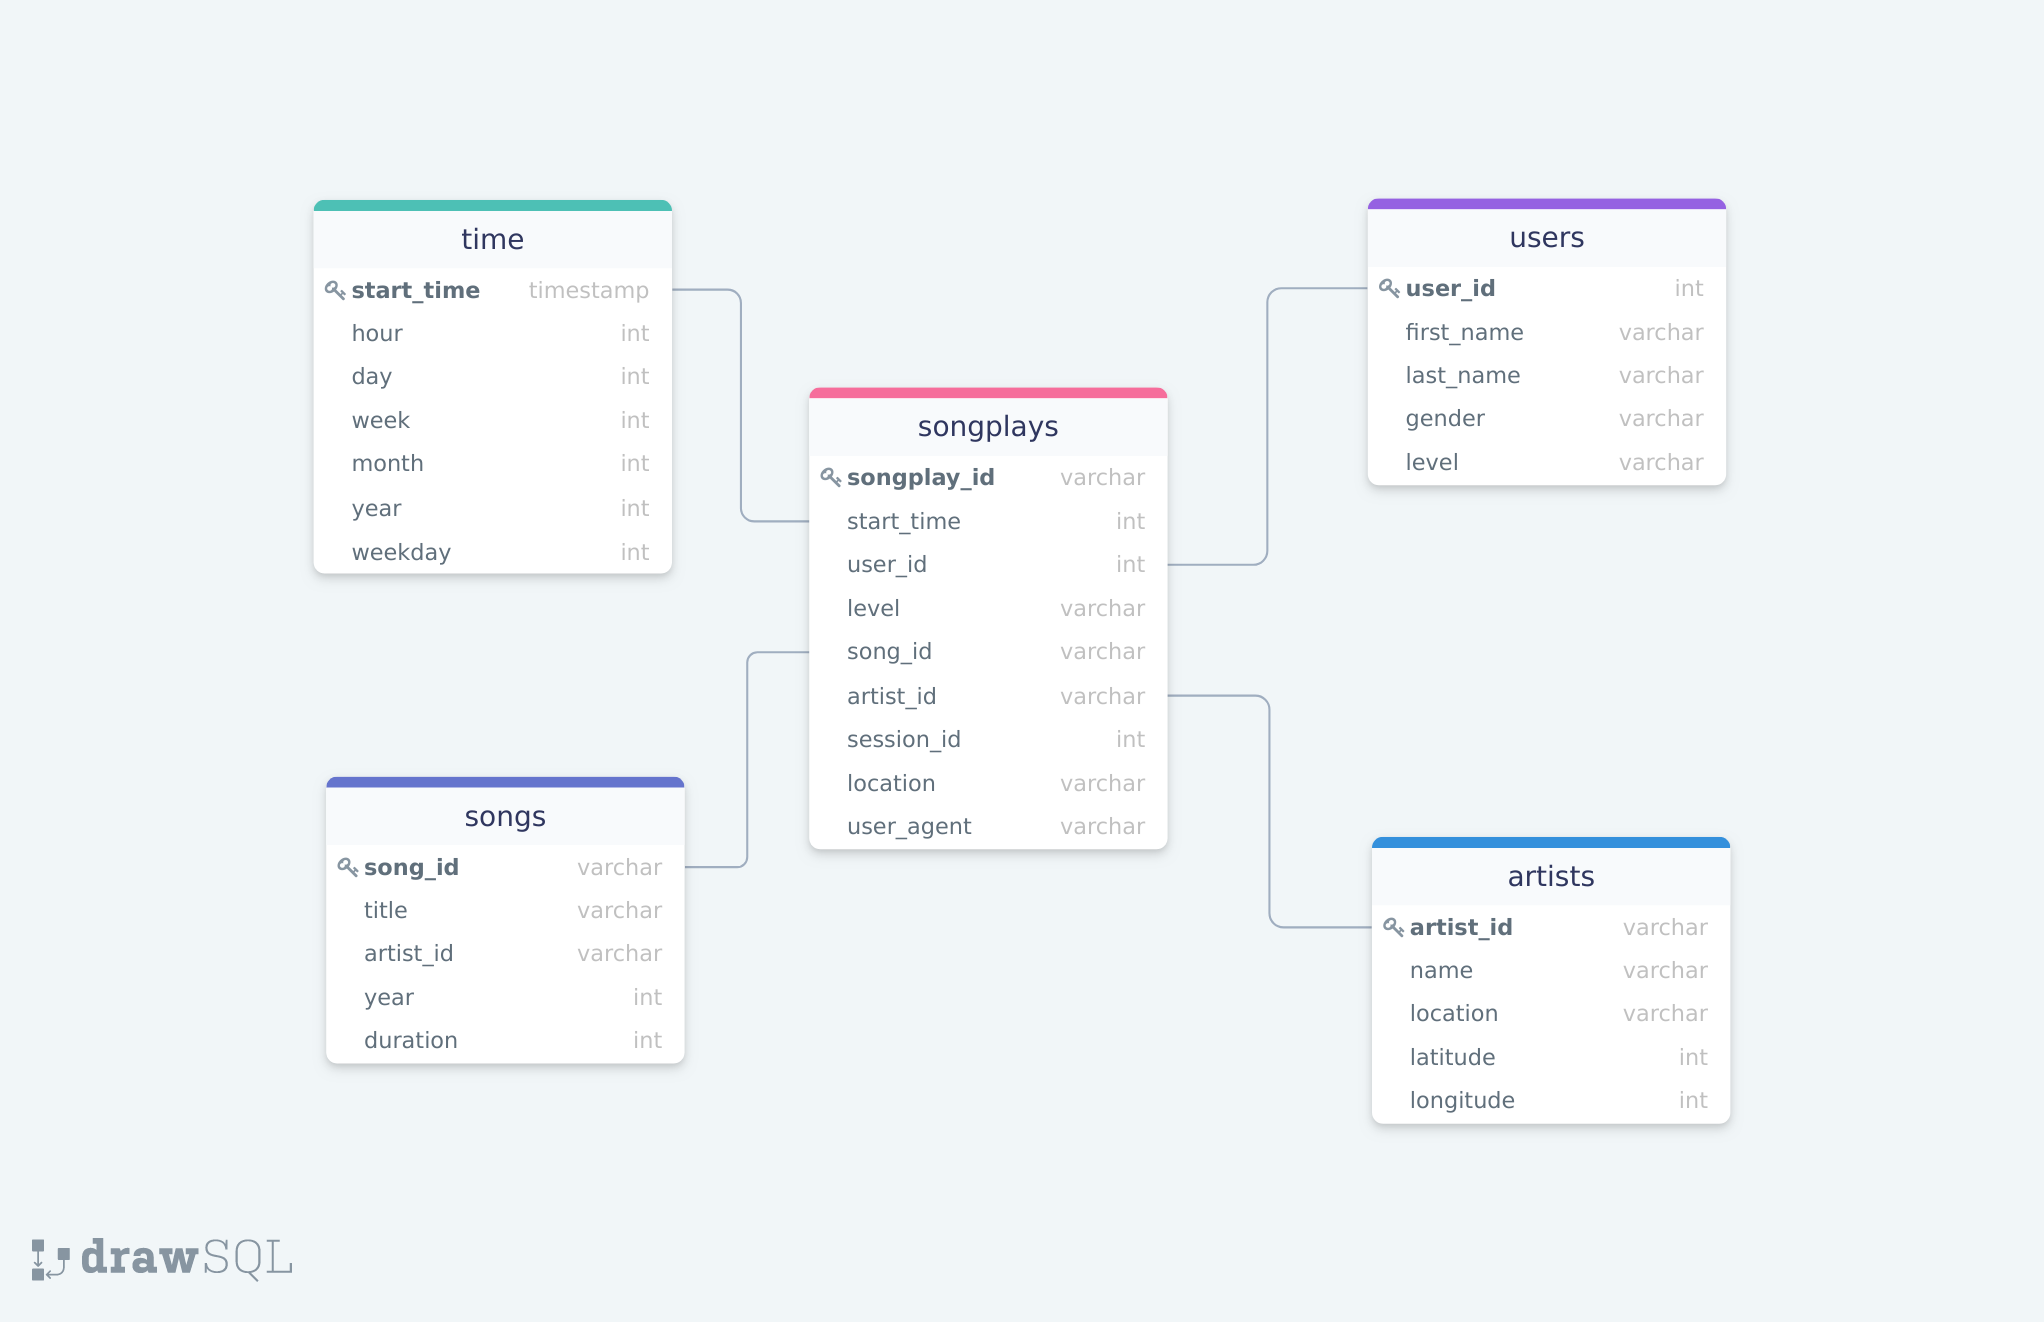 time
start_time timestamp
hour int
day int
week int
month int
year int
weekday int
users
user_id int
first_name varchar
last_name varchar
gender varchar
level varchar
songplays
songplay_id varchar
start_time int
user_id int
level varchar
song_id varchar
artist_id varchar
session_id int
location varchar
user_agent varchar
songs
song_id varchar
title varchar
artist_id varchar
year int
duration int
artists
artist_id varchar
name varchar
location varchar
latitude int
longitude int
drawSQL